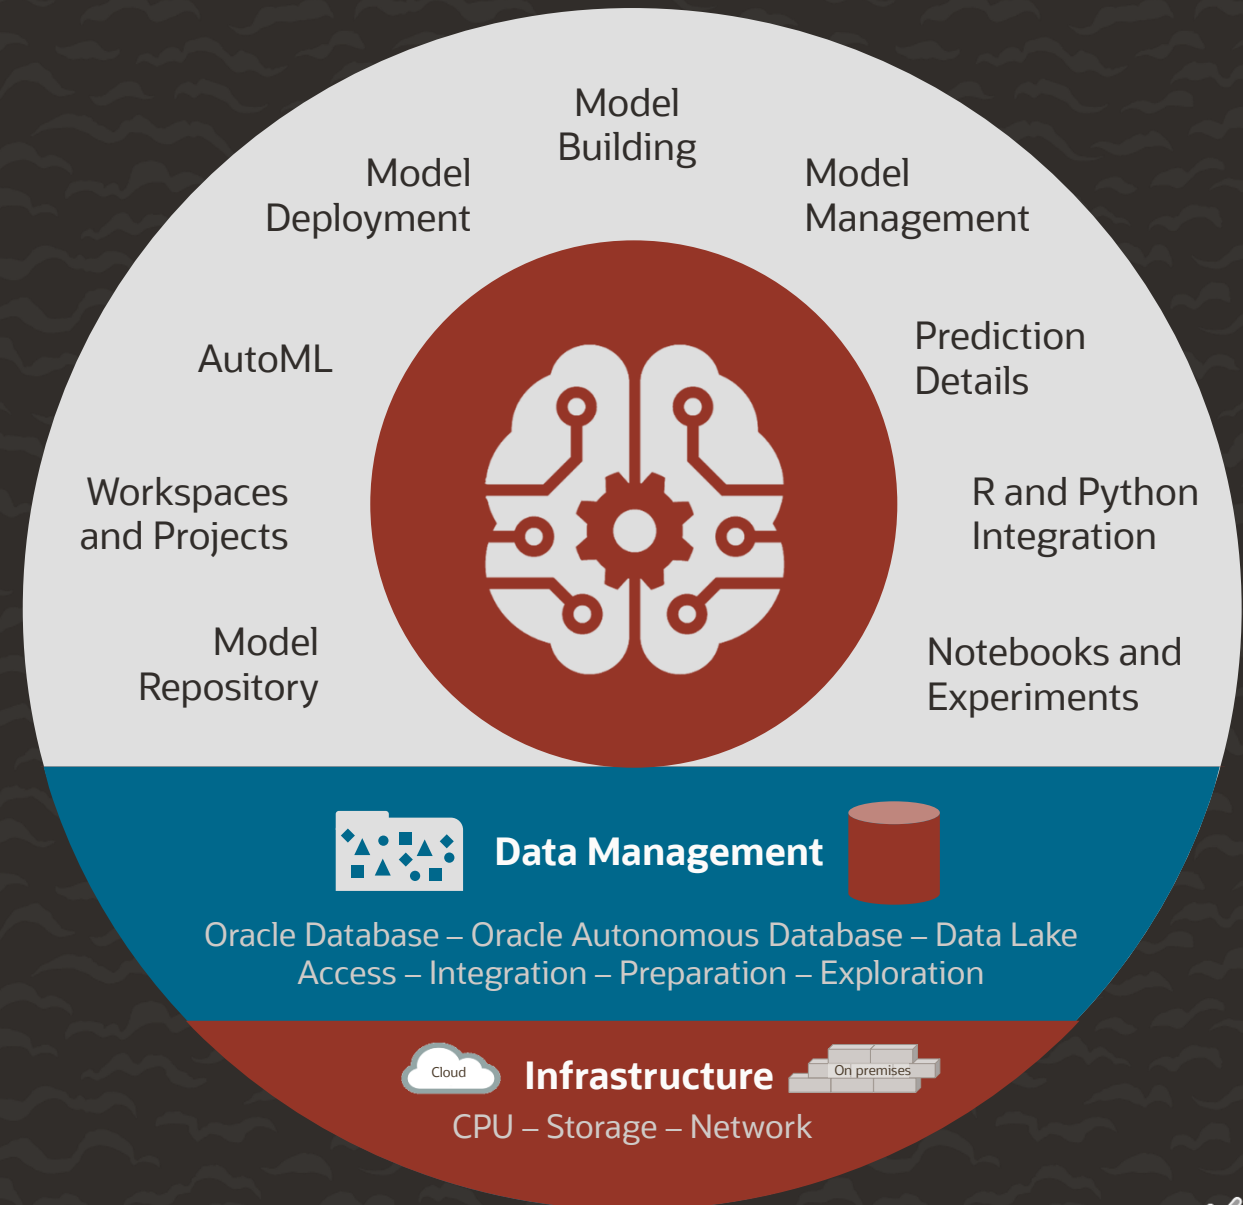 Model
Building
Model
Deployment
Model
Management
AutoML
Prediction
Details
Workspaces
and Projects
R and Python
Integration
Model
Repository
Notebooks and
Experiments
Data Management
Oracle Database – Oracle Autonomous Database – Data Lake
Access – Integration – Preparation – Exploration
Cloud
Infrastructure
On premises
CPU – Storage – Network